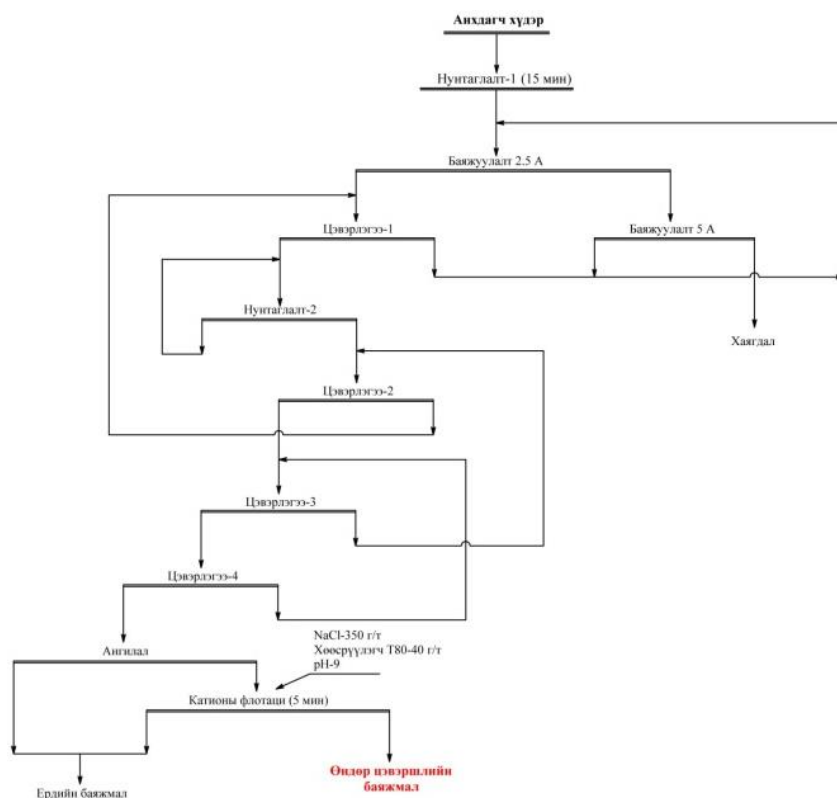 Анхдагч хүдэр
Нунтаглалт-1 (15 мин)
Баяжуулалт 2.5 А
Цэвэрлэгээ-1
Баяжуулалт 5 А
Нунтаглалт-2
Хаягдал
Цэвэрлэгээ-2
Цэвэрлэгээ-3
Цэвэрлэгээ-4
NaCl-350 г/т
Хөөсрүүлэгч Т80-40 г/т
pH-9
Ангилал
Катионы флотаци (5 мин)
Өндөр цэвэршлийн
баяжмал
Ердийн баяжмал